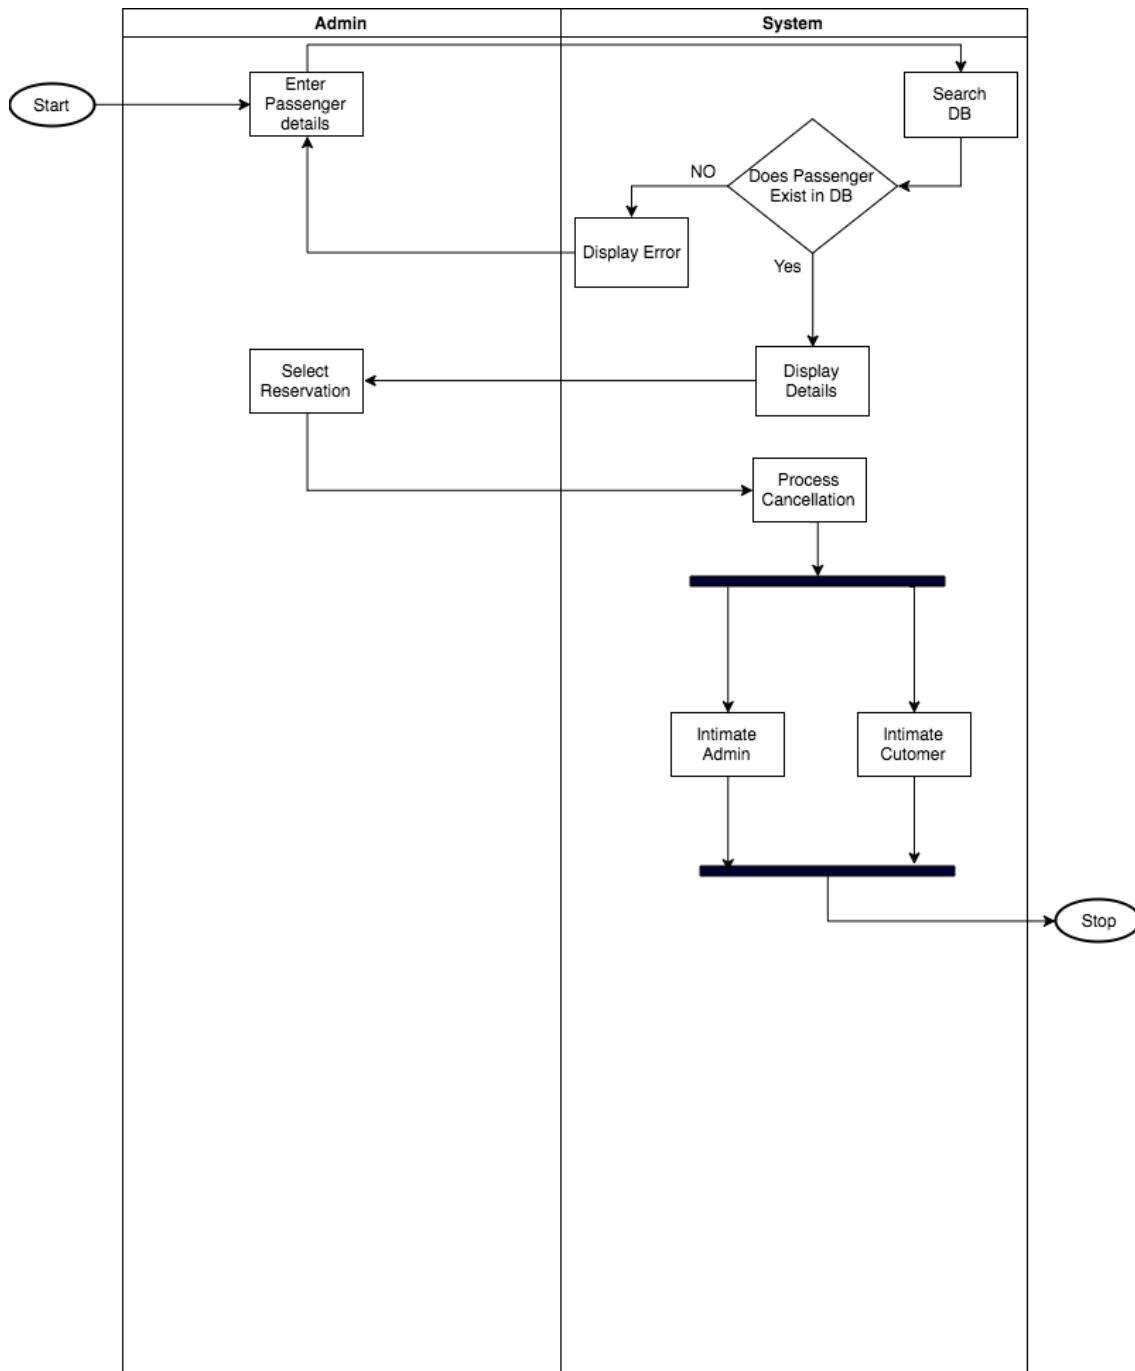 Admin
System
Start
Enter
Passenger
details
Search
DB
Does Passenger
Exist in DB
NO
Display Error
Yes
Select
Reservation
Display
Details
Process
Cancellation
Intimate
Admin
Intimate
Cutomer
Stop